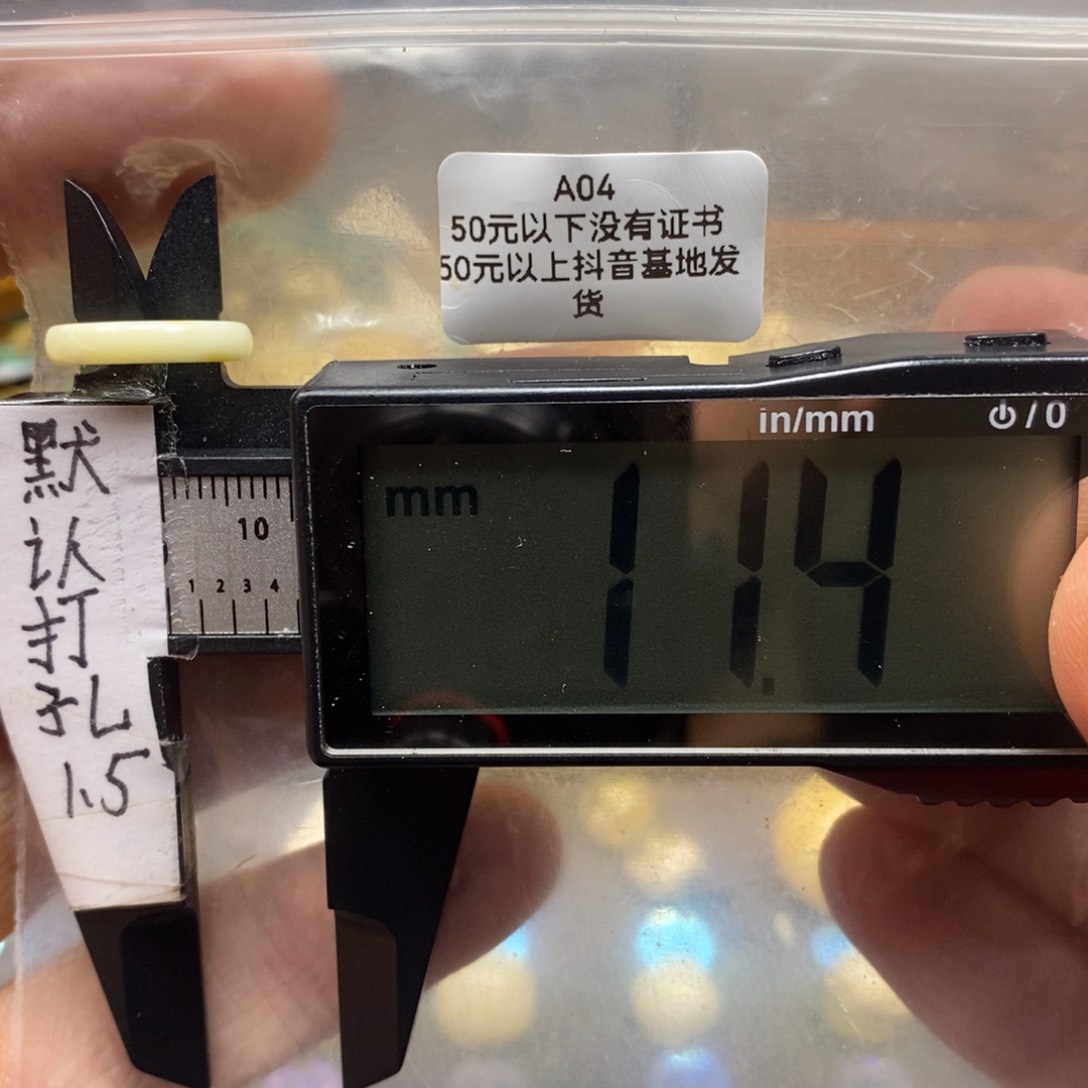 A04
50元以下没有证书
50元以上抖音基地发
货
in/mm
⏻/0
mm
11.4
10
1 2 3 4
默
认
打
孔
1.5